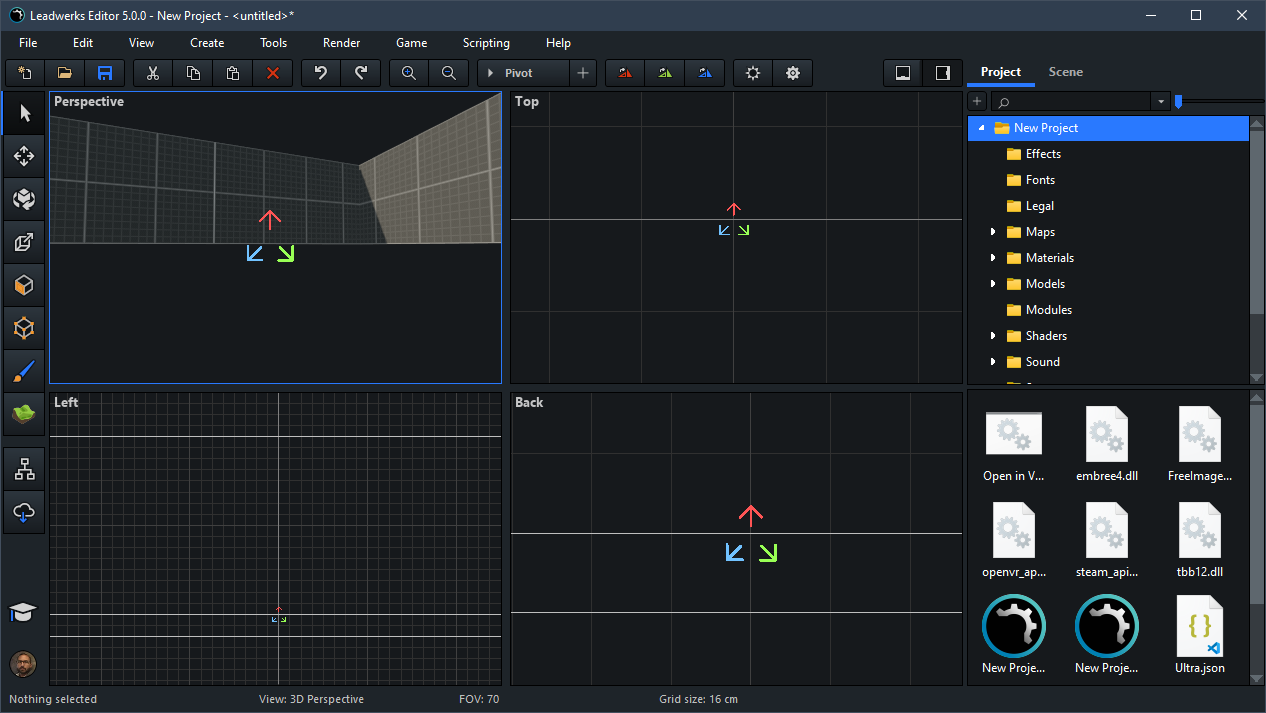 Leadwerks Editor 5.0.0 - New Project - <untitled>*
File Edit View Create Tools Render Game Scripting Help
Pivot
Project Scene
Perspective
Top
New Project
Effects
Fonts
Legal
Maps
Materials
Models
Modules
Shaders
Sound
Left
Back
Open in V... embree4.dll FreeImage...
openvr_ap... steam_api... tbb12.dll
New Proje... New Proje... Ultra.json
Nothing selected View: 3D Perspective FOV: 70 Grid size: 16 cm